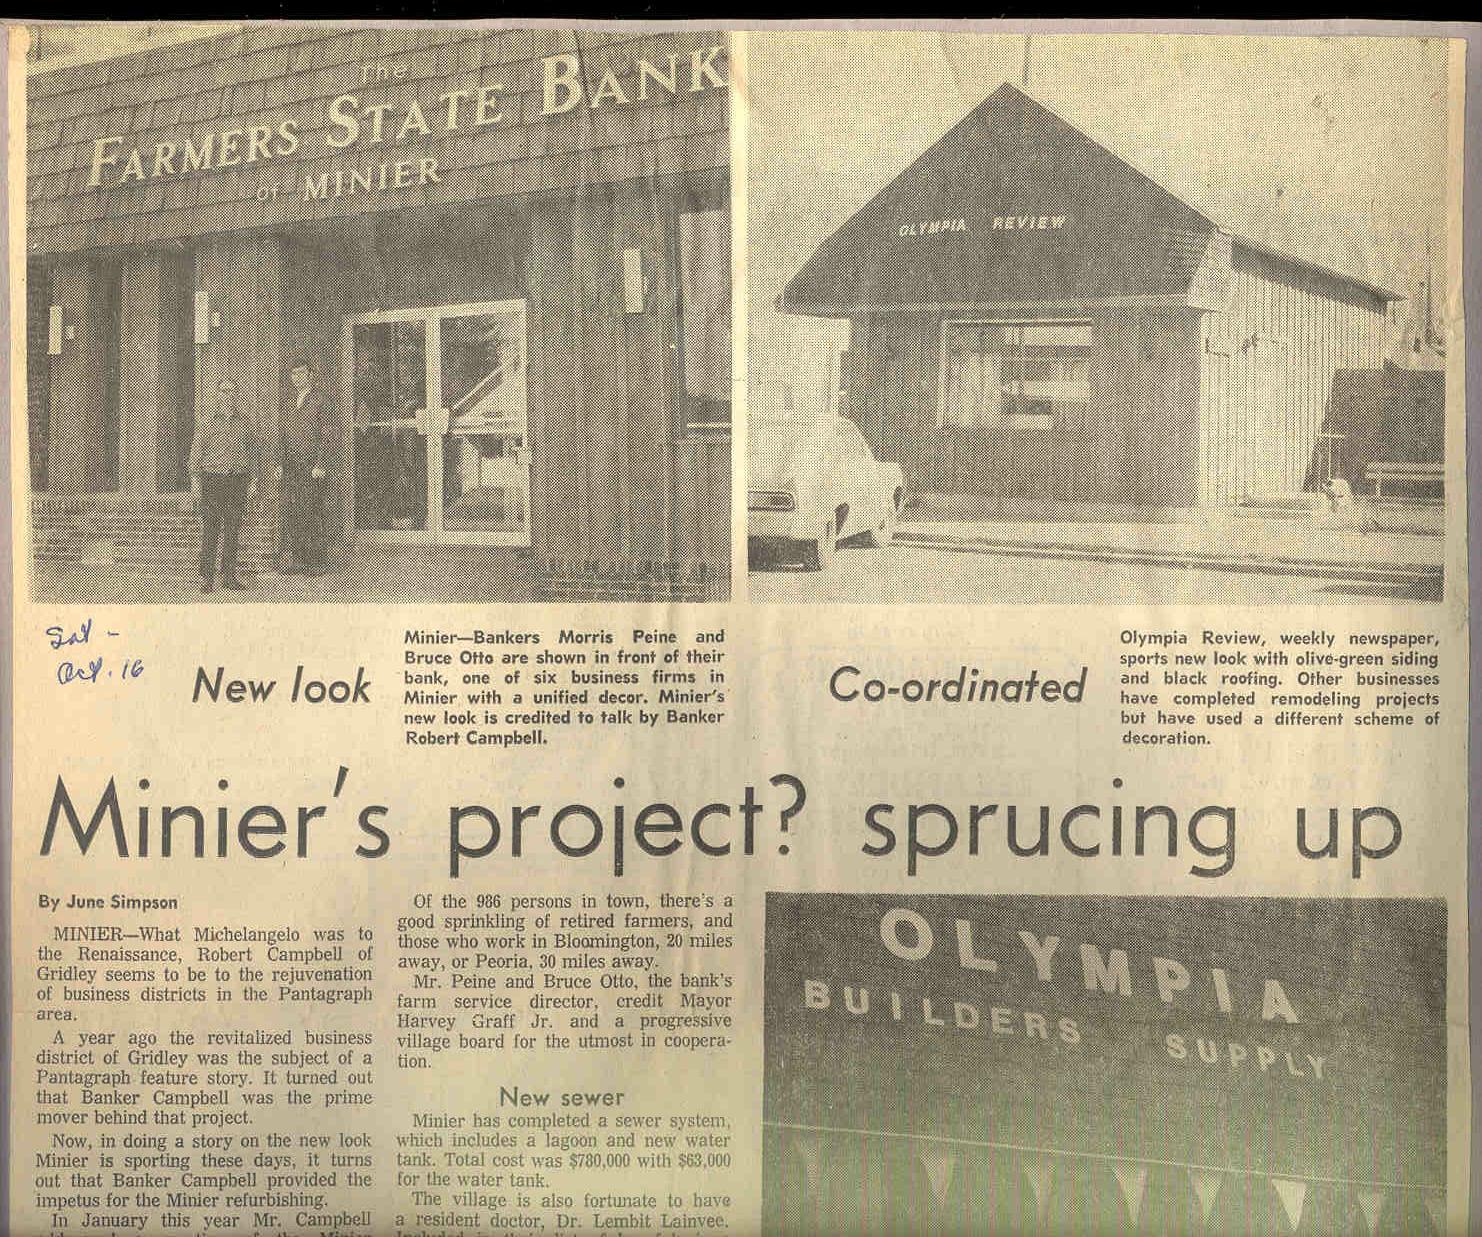 The
FARMERS STATE BANK
of MINIER
OLYMPIA REVIEW
Sat -
Oct. 16
New look
Minier—Bankers Morris Peine and
Bruce Otto are shown in front of their
bank, one of six business firms in
Minier with a unified decor. Minier's
new look is credited to talk by Banker
Robert Campbell.
Co-ordinated
Olympia Review, weekly newspaper,
sports new look with olive-green siding
and black roofing. Other businesses
have completed remodeling projects
but have used a different scheme of
decoration.
Minier's project? sprucing up
By June Simpson
MINIER—What Michelangelo was to
the Renaissance, Robert Campbell of
Gridley seems to be to the rejuvenation
of business districts in the Pantagraph
area.
A year ago the revitalized business
district of Gridley was the subject of a
Pantagraph feature story. It turned out
that Banker Campbell was the prime
mover behind that project.
Now, in doing a story on the new look
Minier is sporting these days, it turns
out that Banker Campbell provided the
impetus for the Minier refurbishing.
In January this year Mr. Campbell
Of the 986 persons in town, there's a
good sprinkling of retired farmers, and
those who work in Bloomington, 20 miles
away, or Peoria, 30 miles away.
Mr. Peine and Bruce Otto, the bank's
farm service director, credit Mayor
Harvey Graff Jr. and a progressive
village board for the utmost in coopera-
tion.
New sewer
Minier has completed a sewer system,
which includes a lagoon and new water
tank. Total cost was $780,000 with $63,000
for the water tank.
The village is also fortunate to have
a resident doctor, Dr. Lembit Lainvee.
OLYMPIA
BUILDERS SUPPLY